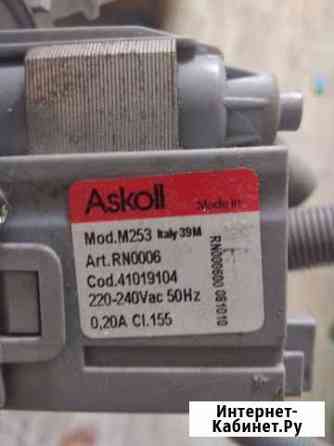 Askoll Made in
Mod.M253 Italy 39M
Art.RN0006
Cod.41019104
220-240Vac 50Hz
0,20A Cl.155
RN000600 081010
Интернет-
Кабинет.Ру